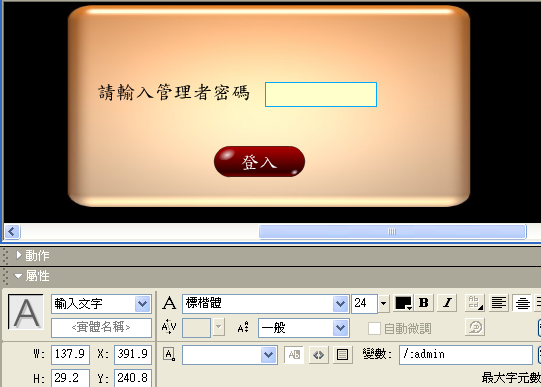 請輸入管理者密碼
登入
動作
屬性
A 輸入文字 A 標楷體 24 B I
<實體名稱> 一般 自動微調
W: 137.9 X: 391.9 變數: /:admin
H: 29.2 Y: 240.8 最大字元數